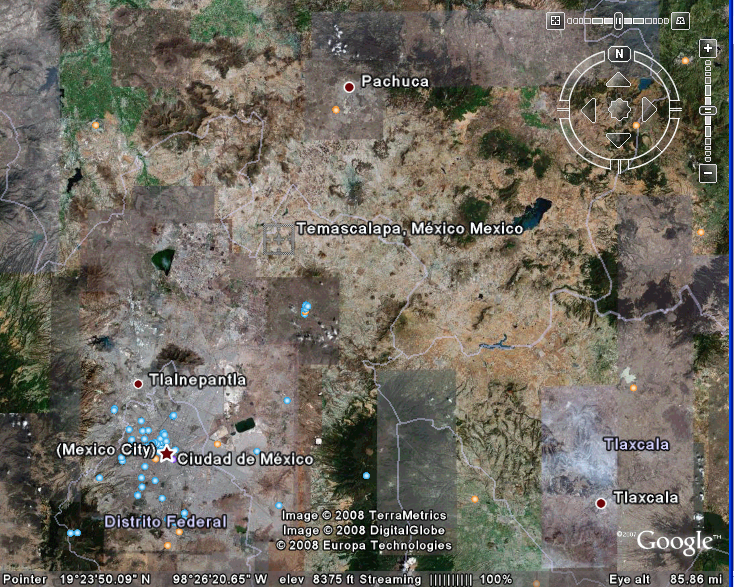 N
Pachuca
Temascalapa, México Mexico
Tlalnepantla
(Mexico City)
Ciudad de México
Tlaxcala
Tlaxcala
Distrito Federal
Image © 2008 TerraMetrics
Image © 2008 DigitalGlobe
© 2008 Europa Technologies
©2007 Google™
Pointer 19°23'50.09" N 98°26'20.65" W elev 8375 ft Streaming |||||||||| 100% Eye alt 85.86 mi